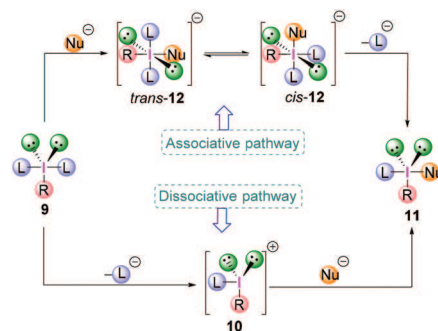 Nu ⊖
L
R I Nu
L
⊖
trans-12
Nu
R I L
L
⊖
cis-12
–L ⊖
Associative pathway
L I L
R
9
Dissociative pathway
L I Nu
R
11
–L ⊖
L I
R
⊕
10
Nu ⊖